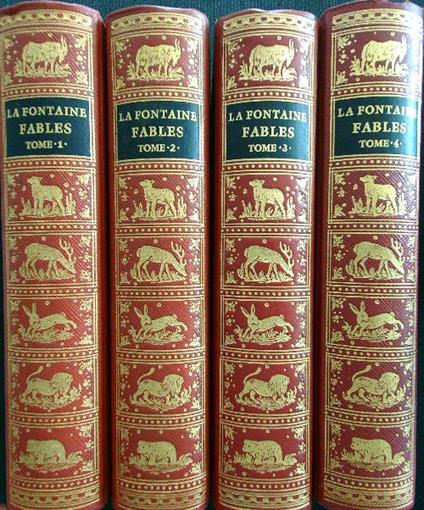 LA FONTAINE
FABLES
TOME·1·
LA FONTAINE
FABLES
TOME·2·
LA FONTAINE
FABLES
TOME·3·
LA FONTAINE
FABLES
TOME·4·